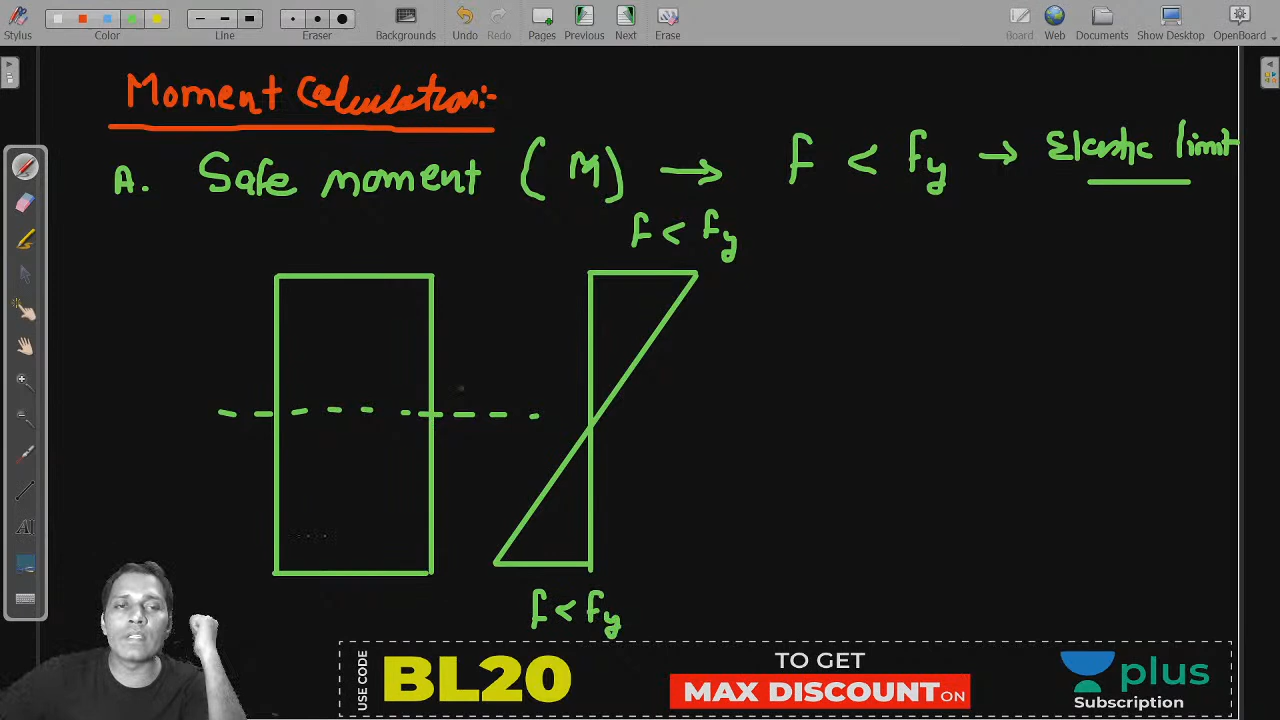 Stylus
Color
Line
Eraser
Backgrounds
Undo
Redo
Pages
Previous
Next
Erase
Board
Web
Documents
Show Desktop
OpenBoard
Moment Calculation:-
A. Safe moment (M) → F < Fy → Elastic limit
F < Fy
F < Fy
USE CODE
BL20
TO GET
MAX DISCOUNT ON
plus
Subscription